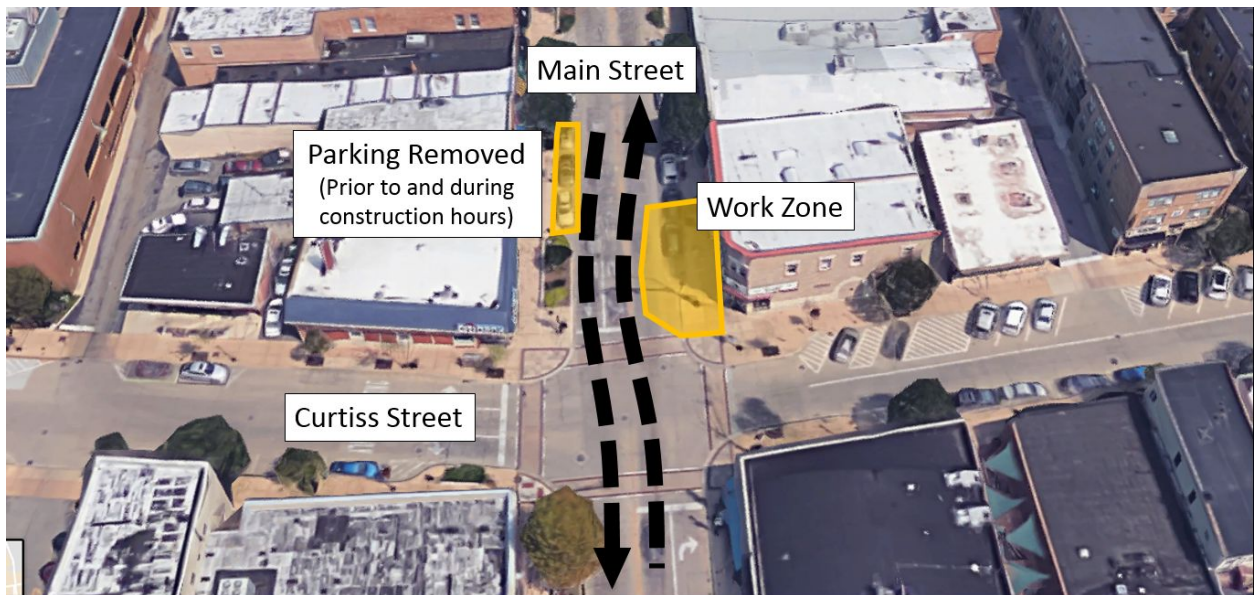 Main Street
Parking Removed
(Prior to and during
construction hours)
Work Zone
Curtiss Street